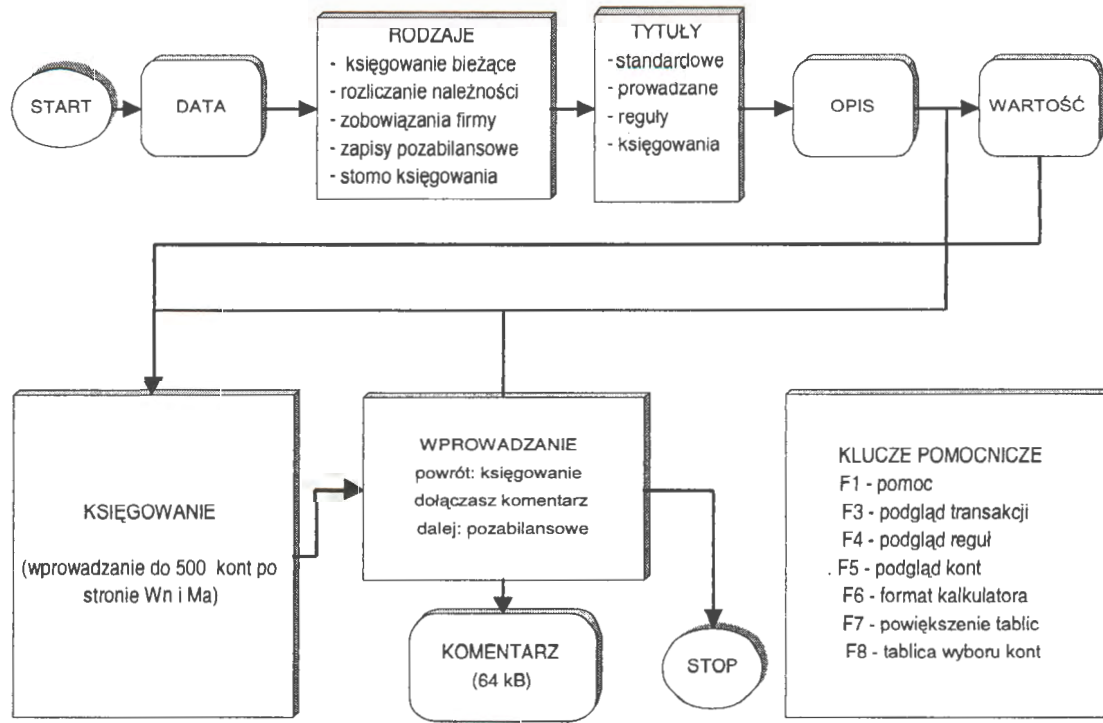 START
DATA
RODZAJE
- księgowanie bieżące
- rozliczanie należności
- zobowiązania firmy
- zapisy pozabilansowe
- stomo księgowania
TYTUŁY
- standardowe
- prowadzane
- reguły
- księgowania
OPIS
WARTOŚĆ
KSIĘGOWANIE
(wprowadzanie do 500 kont po
stronie Wn i Ma)
WPROWADZANIE
powrót: księgowanie
dołączasz komentarz
dalej: pozabilansowe
KOMENTARZ
(64 kB)
STOP
KLUCZE POMOCNICZE
F1 - pomoc
F3 - podgląd transakcji
F4 - podgląd reguł
. F5 - podgląd kont
F6 - format kalkulatora
F7 - powiększenie tablic
F8 - tablica wyboru kont